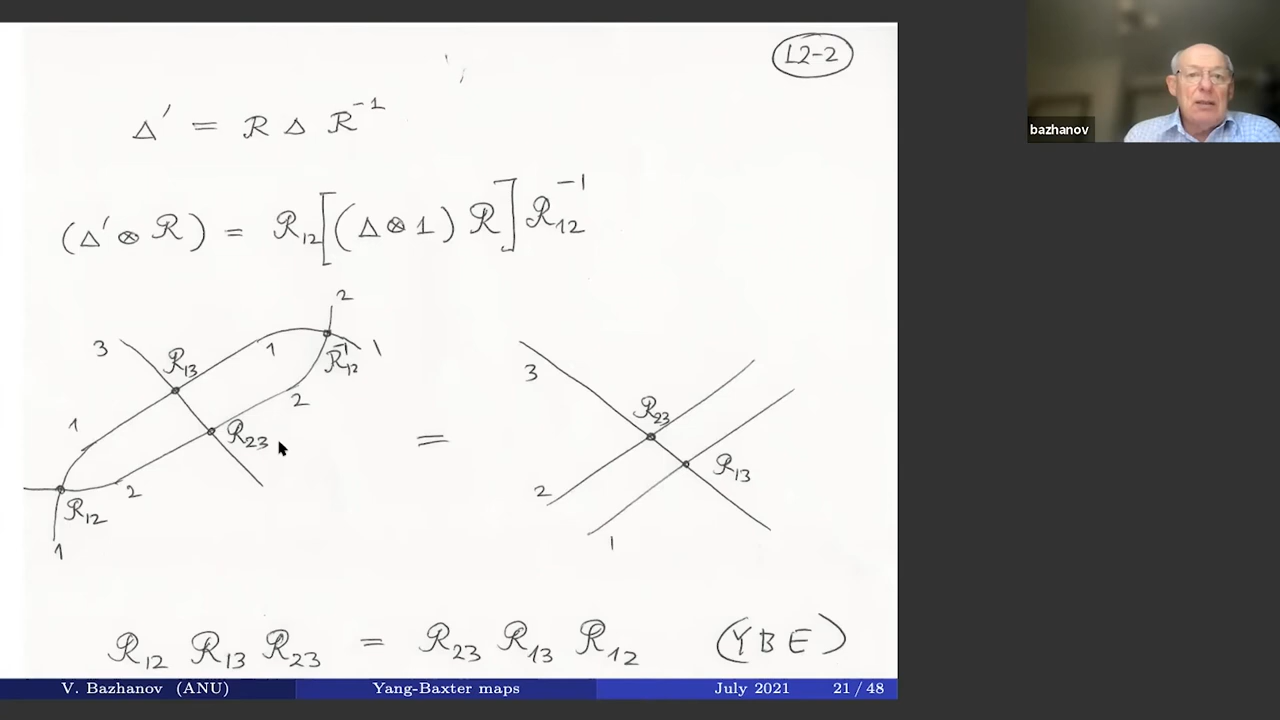 L2-2
bazhanov
Δ′ = R Δ R⁻¹
(Δ′ ⊗ R) = R₁₂[(Δ ⊗ 1) R] R₁₂⁻¹
2
3 R₁₃ 1 R₁₂⁻¹ 1
1 R₂₃ 2
R₁₂ 2
1
=
3 R₂₃
2 R₁₃
1
R₁₂ R₁₃ R₂₃ = R₂₃ R₁₃ R₁₂ (YBE)
V. Bazhanov (ANU) Yang-Baxter maps July 2021 21 / 48